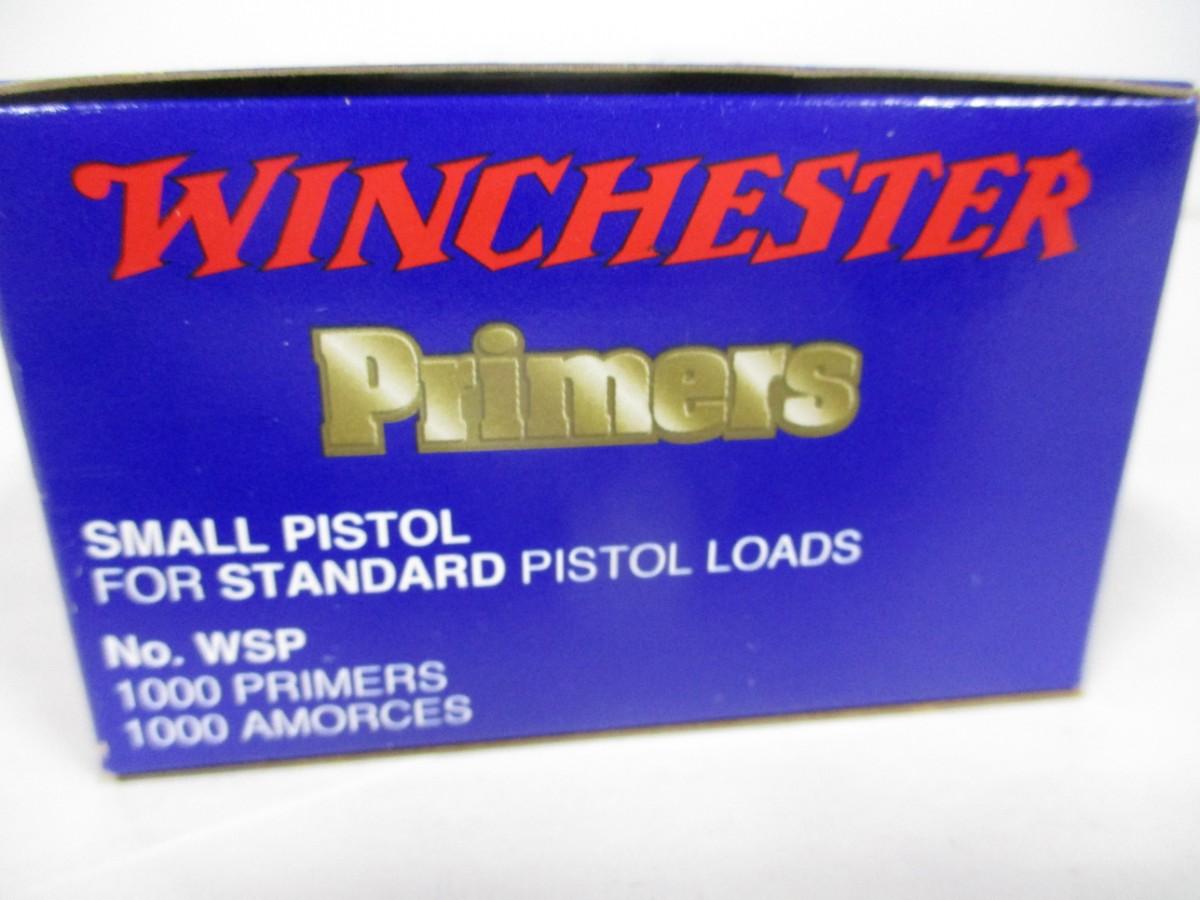 WINCHESTER
Primers
SMALL PISTOL
FOR STANDARD PISTOL LOADS
No. WSP
1000 PRIMERS
1000 AMORCES